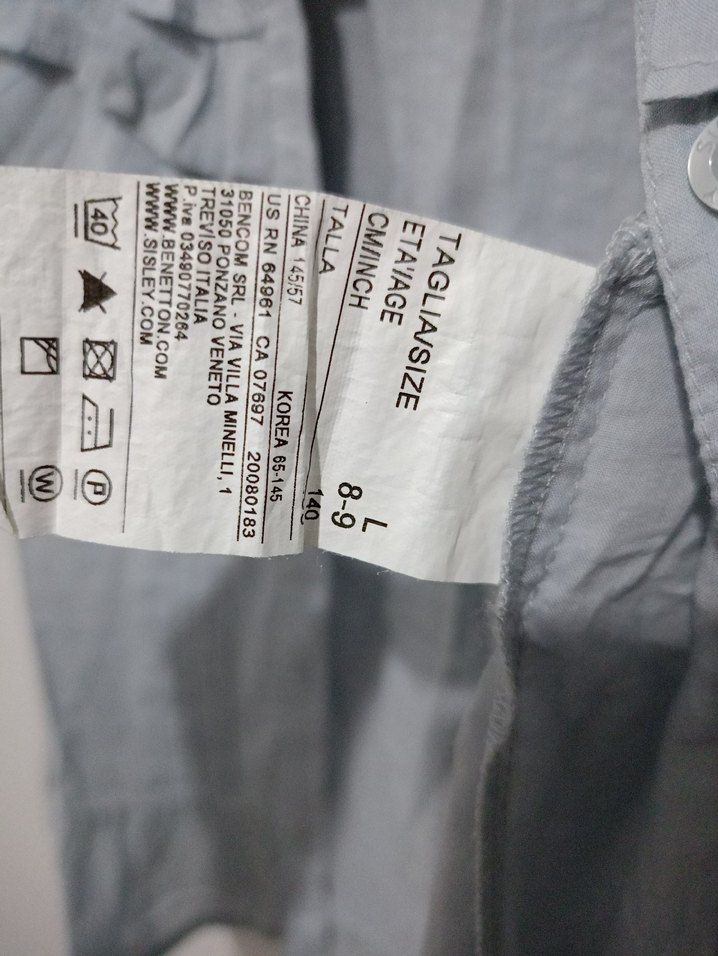 TAGLIA/SIZE L
ETA'/AGE 8-9
CM/INCH 140
TALLA
CHINA 145/57 KOREA 65-145
US RN 64961 CA 07697 20080183
BENCOM SRL - VIA VILLA MINELLI, 1
31050 PONZANO VENETO
TREVISO ITALIA
P.iva 03490770264
WWW.BENETTON.COM
WWW.SISLEY.COM
40
P
W